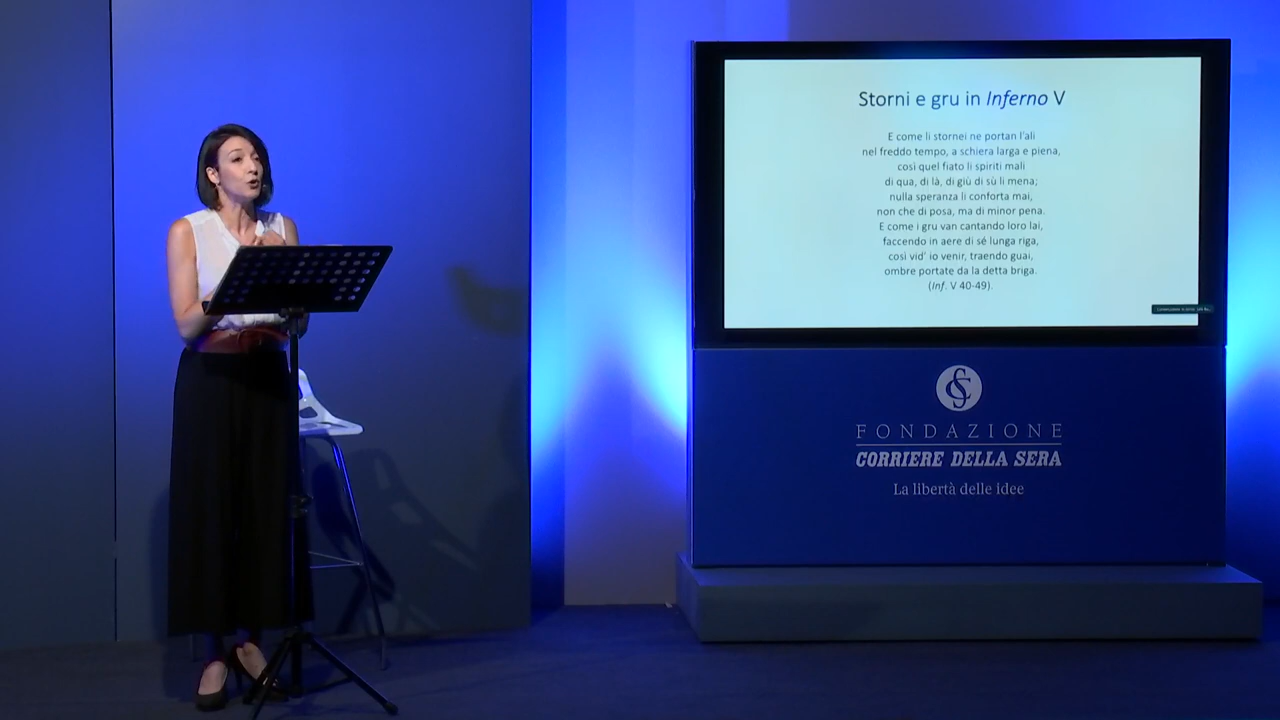 Storni e gru in Inferno V
E come li stornei ne portan l'ali
nel freddo tempo, a schiera larga e piena,
così quel fiato li spiriti mali
di qua, di là, di giù di sù li mena;
nulla speranza li conforta mai,
non che di posa, ma di minor pena.
E come i gru van cantando loro lai,
faccendo in aere di sé lunga riga,
così vid' io venir, traendo guai,
ombre portate da la detta briga.
(Inf. V 40-49).
FONDAZIONE
CORRIERE DELLA SERA
La libertà delle idee